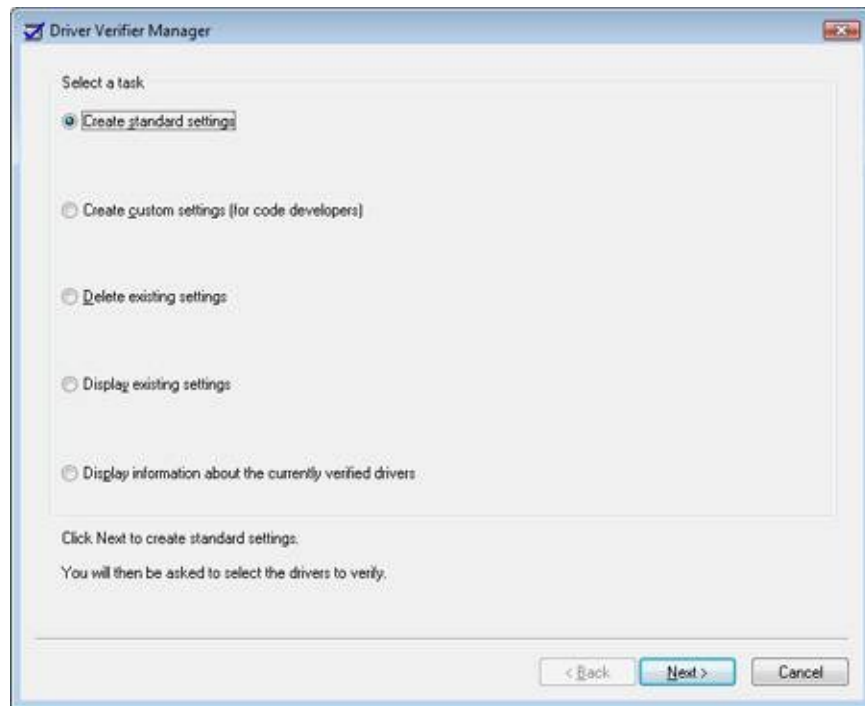 Driver Verifier Manager
Select a task
Create standard settings
Create custom settings (for code developers)
Delete existing settings
Display existing settings
Display information about the currently verified drivers
Click Next to create standard settings.
You will then be asked to select the drivers to verify.
< Back Next > Cancel